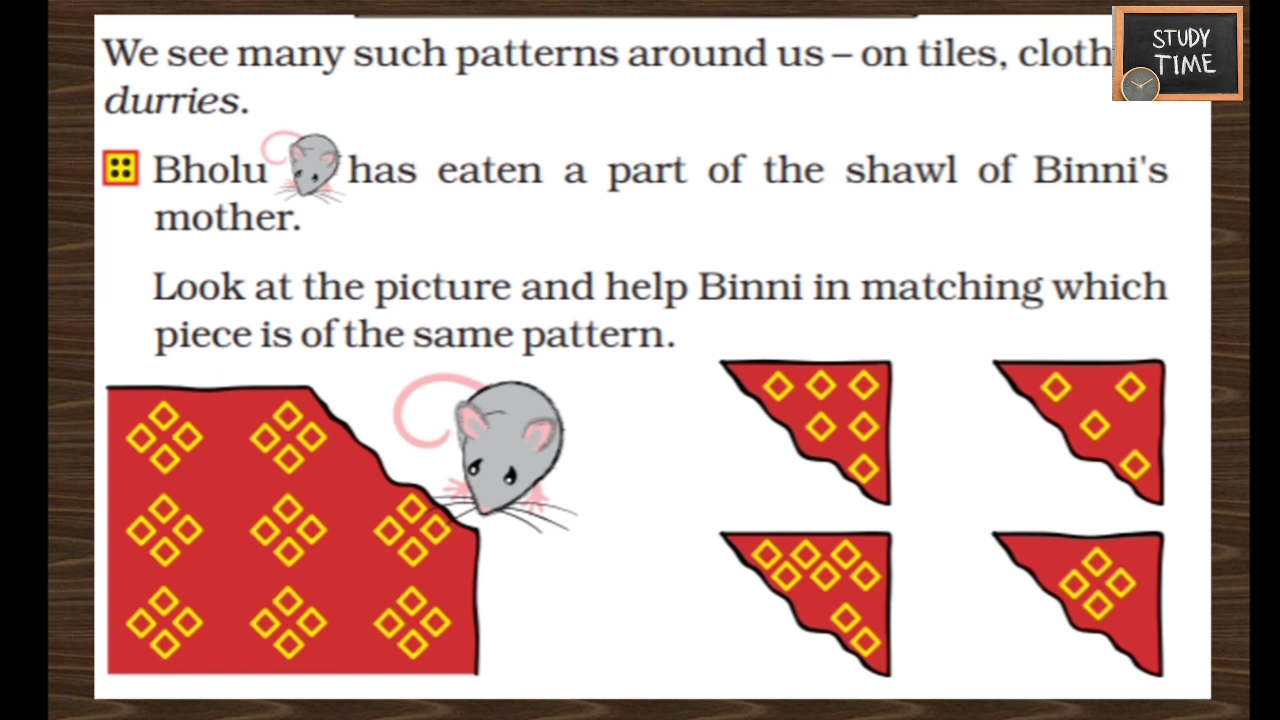 We see many such patterns around us – on tiles, cloth
durries.
Bholu has eaten a part of the shawl of Binni's
mother.
Look at the picture and help Binni in matching which
piece is of the same pattern.
STUDY
TIME